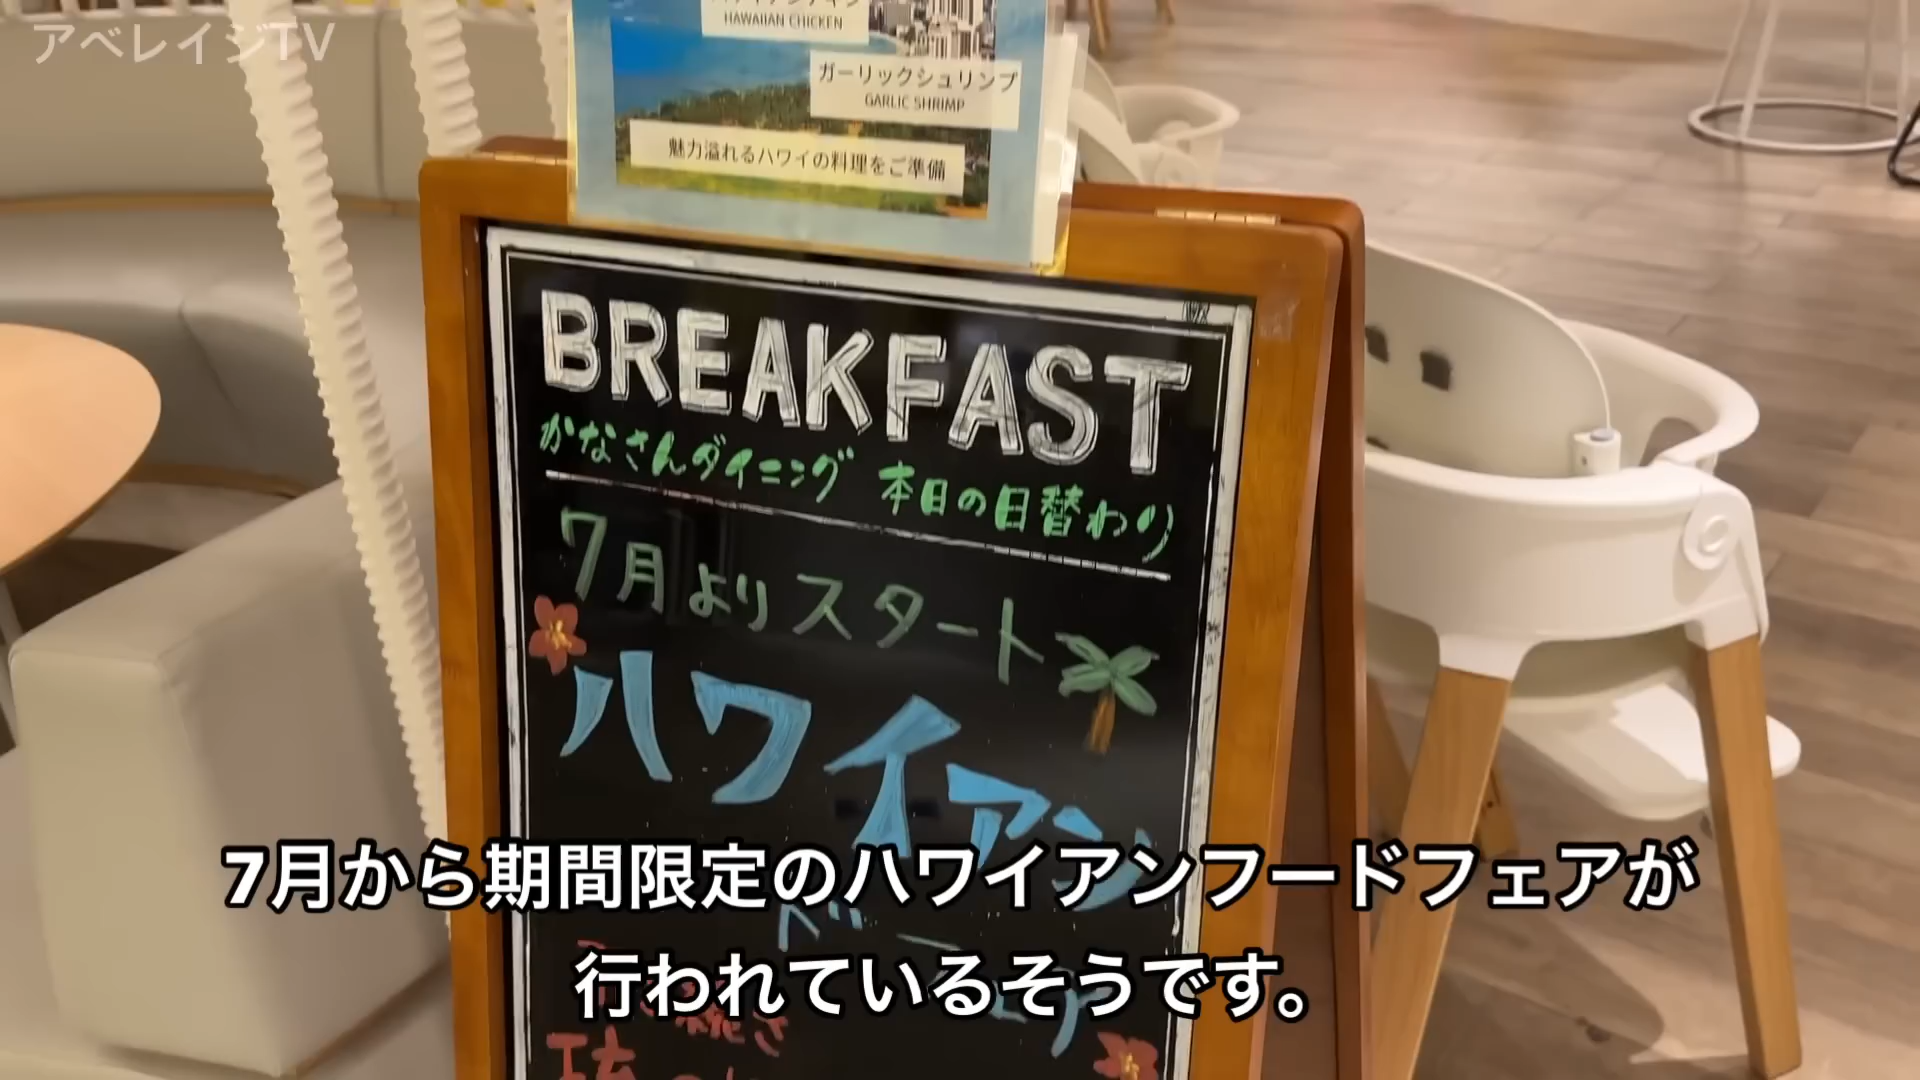 アベレイジTV
HAWAIIAN CHICKEN
ガーリックシュリンプ
GARLIC SHRIMP
魅力溢れるハワイの料理をご準備
BREAKFAST
かなさんダイニング 本日の日替わり
7月よりスタート
ハワイアン
7月から期間限定のハワイアンフードフェアが
行われているそうです。